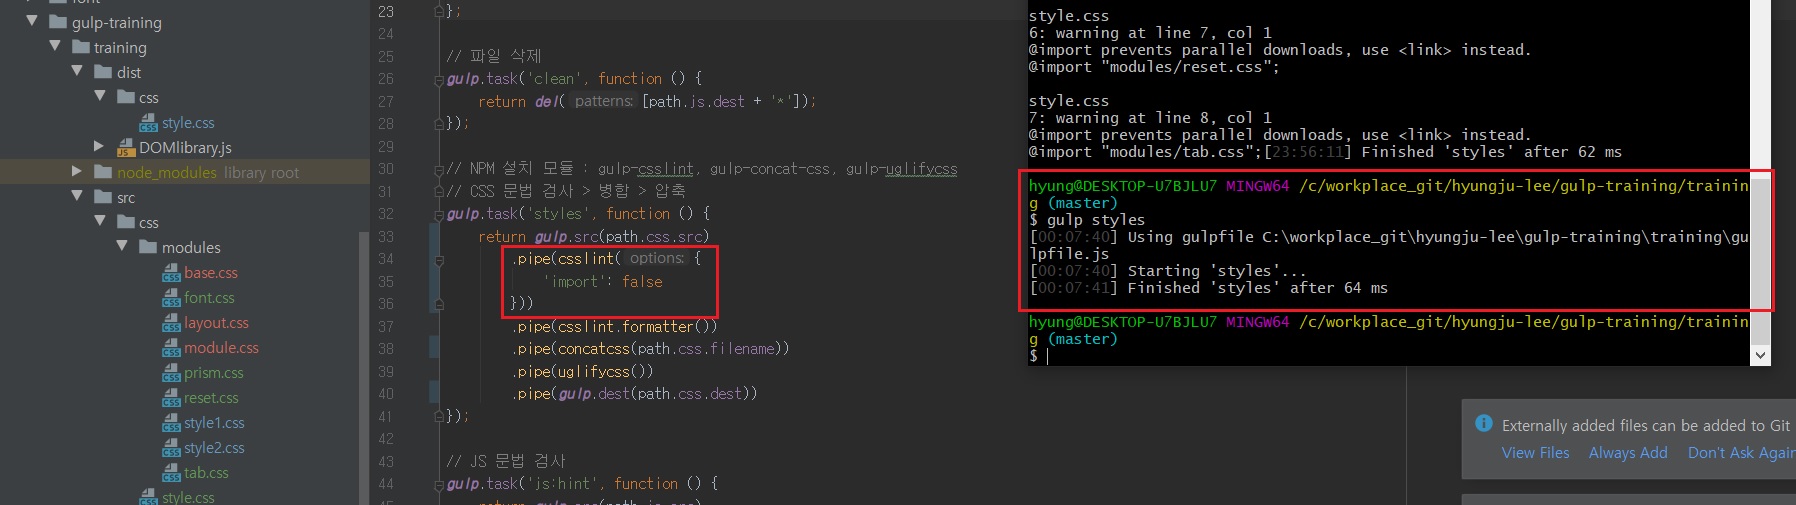 font
gulp-training
training
dist
css
style.css
DOMlibrary.js
node_modules library root
src
css
modules
base.css
font.css
layout.css
module.css
prism.css
reset.css
style1.css
style2.css
tab.css
style.css
23 };
24
25 // 파일 삭제
26 gulp.task('clean', function () {
27 return del( patterns: [path.js.dest + '*']);
28 });
29
30 // NPM 설치 모듈 : gulp-csslint, gulp-concat-css, gulp-uglifycss
31 // CSS 문법 검사 > 병합 > 압축
32 gulp.task('styles', function () {
33 return gulp.src(path.css.src)
34 .pipe(csslint( options: {
35 'import': false
36 }))
37 .pipe(csslint.formatter())
38 .pipe(concatcss(path.css.filename))
39 .pipe(uglifycss())
40 .pipe(gulp.dest(path.css.dest))
41 });
42
43 // JS 문법 검사
44 gulp.task('js:hint', function () {
style.css
6: warning at line 7, col 1
@import prevents parallel downloads, use <link> instead.
@import "modules/reset.css";
style.css
7: warning at line 8, col 1
@import prevents parallel downloads, use <link> instead.
@import "modules/tab.css";[23:56:11] Finished 'styles' after 62 ms
hyung@DESKTOP-U7BJLU7 MINGW64 /c/workplace_git/hyungju-lee/gulp-training/trainin
g (master)
$ gulp styles
[00:07:40] Using gulpfile C:\workplace_git\hyungju-lee\gulp-training\training\gu
lpfile.js
[00:07:40] Starting 'styles'...
[00:07:41] Finished 'styles' after 64 ms
hyung@DESKTOP-U7BJLU7 MINGW64 /c/workplace_git/hyungju-lee/gulp-training/trainin
g (master)
$
Externally added files can be added to Git
View Files Always Add Don't Ask Again